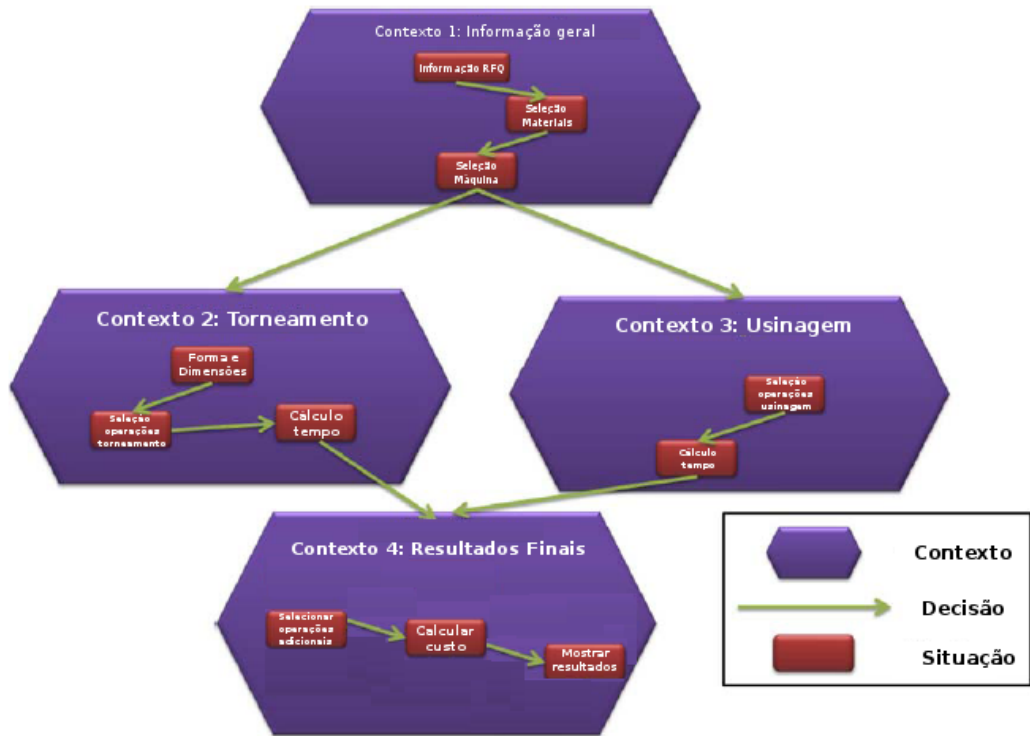 Contexto 1: Informação geral
Informação RFQ
Seleção
Materiais
Seleção
Máquina
Contexto 2: Torneamento
Forma e
Dimensões
Seleção
operações
torneamento
Cálculo
tempo
Contexto 3: Usinagem
Seleção
operações
usinagem
Cálculo
tempo
Contexto 4: Resultados Finais
Selecionar
operações
adicionais
Calcular
custo
Mostrar
resultados
Contexto
Decisão
Situação